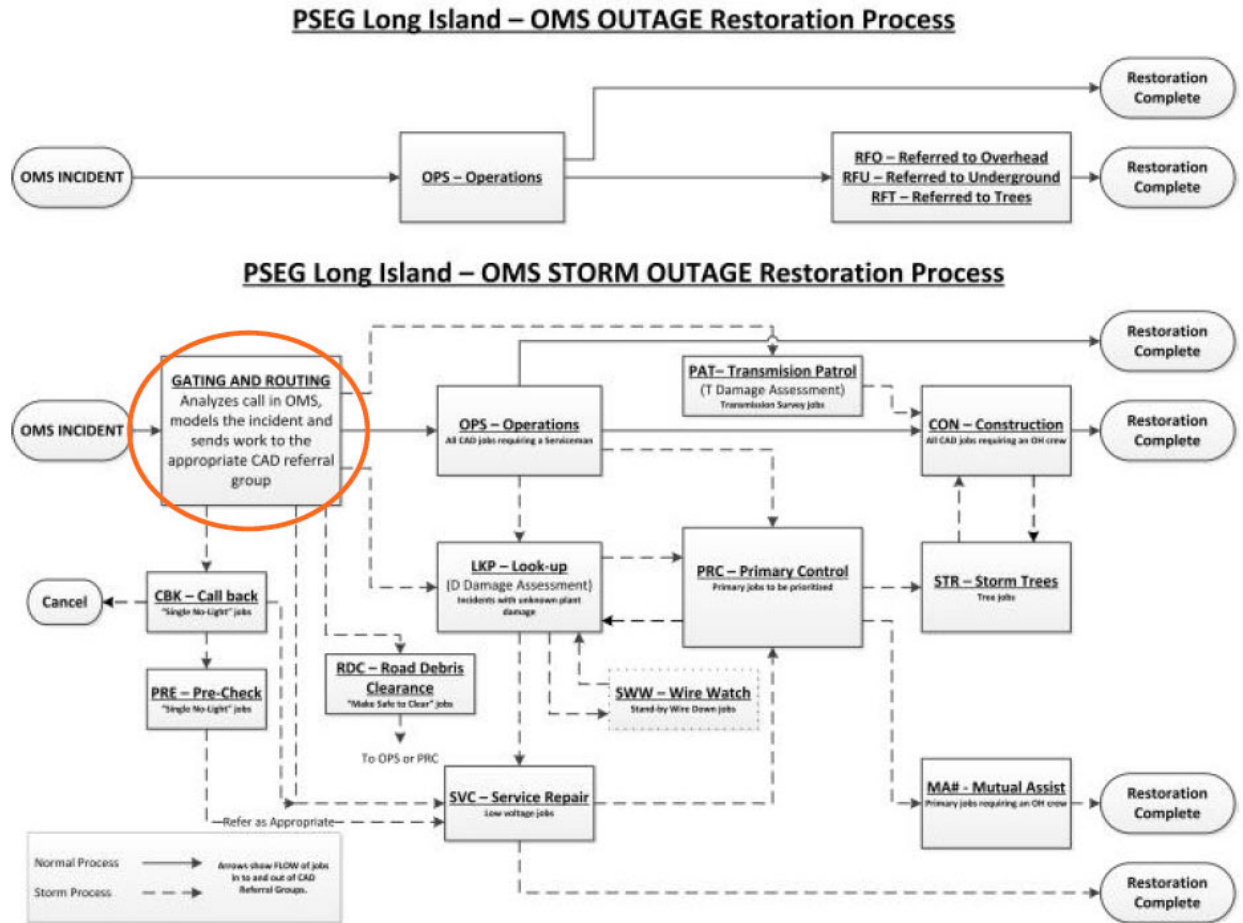 PSEG Long Island – OMS OUTAGE Restoration Process
Restoration
Complete
OMS INCIDENT
OPS – Operations
RFO – Referred to Overhead
RFU – Referred to Underground
RFT – Referred to Trees
Restoration
Complete
PSEG Long Island – OMS STORM OUTAGE Restoration Process
Restoration
Complete
OMS INCIDENT
GATING AND ROUTING
Analyzes call in OMS,
models the incident and
sends work to the
appropriate CAD referral
group
OPS – Operations
All CAD jobs requiring a Serviceman
PAT– Transmision Patrol
(T Damage Assessment)
Transmission Survey jobs
CON – Construction
All CAD jobs requiring an OH crew
Restoration
Complete
Cancel
CBK – Call back
"Single No-Light" jobs
LKP – Look-up
(D Damage Assessment)
Incidents with unknown plant
damage
PRC – Primary Control
Primary jobs to be prioritized
STR – Storm Trees
Tree jobs
PRE – Pre-Check
"Single No-Light" jobs
RDC – Road Debris
Clearance
"Make Safe to Clear" jobs
SWW – Wire Watch
Stand-by Wire Down jobs
To OPS or PRC
SVC – Service Repair
Low voltage jobs
MA# - Mutual Assist
Primary jobs requiring an OH crew
Restoration
Complete
Refer as Appropriate
Normal Process
Storm Process
Arrows show FLOW of jobs
in to and out of CAD
Referral Groups.
Restoration
Complete